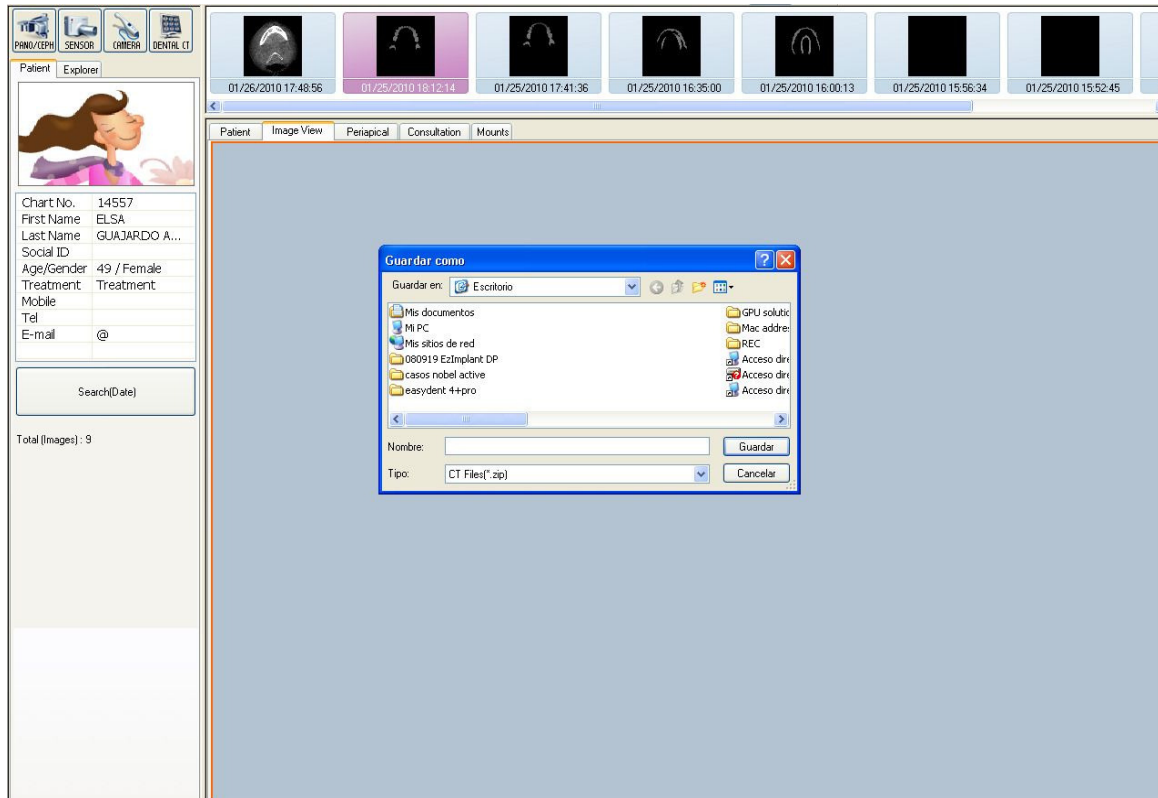 PANO/CEPH SENSOR CAMERA DENTAL CT
Patient Explorer
Chart No. 14557
First Name ELSA
Last Name GUAJARDO A...
Social ID
Age/Gender 49 / Female
Treatment Treatment
Mobile
Tel
E-mail @
Search(Date)
Total (Images) : 9
01/26/2010 17:48:56 01/25/2010 18:12:14 01/25/2010 17:41:36 01/25/2010 16:35:00 01/25/2010 16:00:13 01/25/2010 15:56:34 01/25/2010 15:52:45
Patient Image View Periapical Consultation Mounts
Guardar como
Guardar en: Escritorio
Mis documentos GPU solutic
Mi PC Mac addre
Mis sitios de red REC
080919 EzImplant DP Acceso dire
casos nobel active Acceso dire
easydent 4+pro Acceso dire
Nombre: Guardar
Tipo: CT Files(*.zip) Cancelar